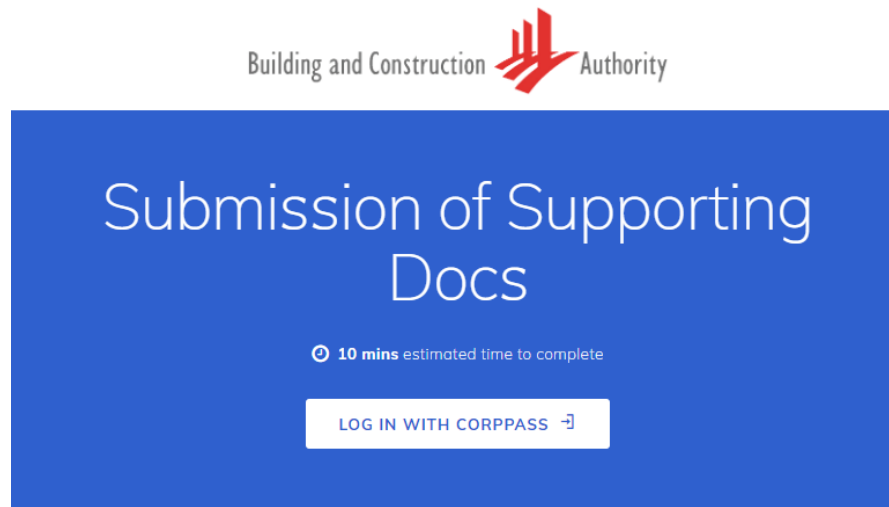 Building and Construction Authority
Submission of Supporting
Docs
10 mins estimated time to complete
LOG IN WITH CORPPASS